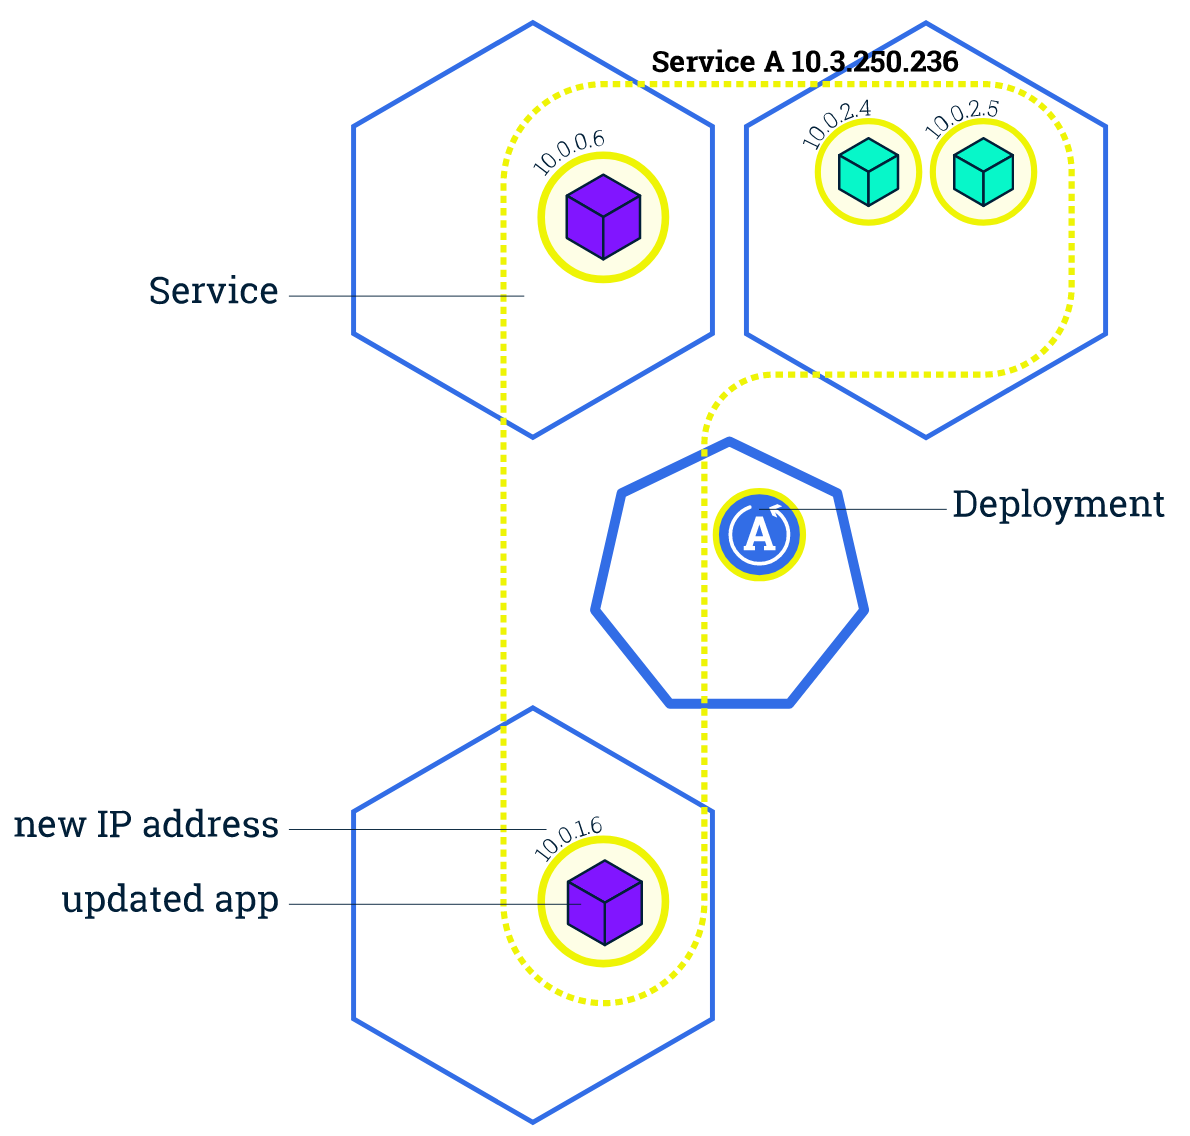 Service A 10.3.250.236
10.0.2.4
10.0.2.5
10.0.0.6
Service
Deployment
A
new IP address
10.0.1.6
updated app